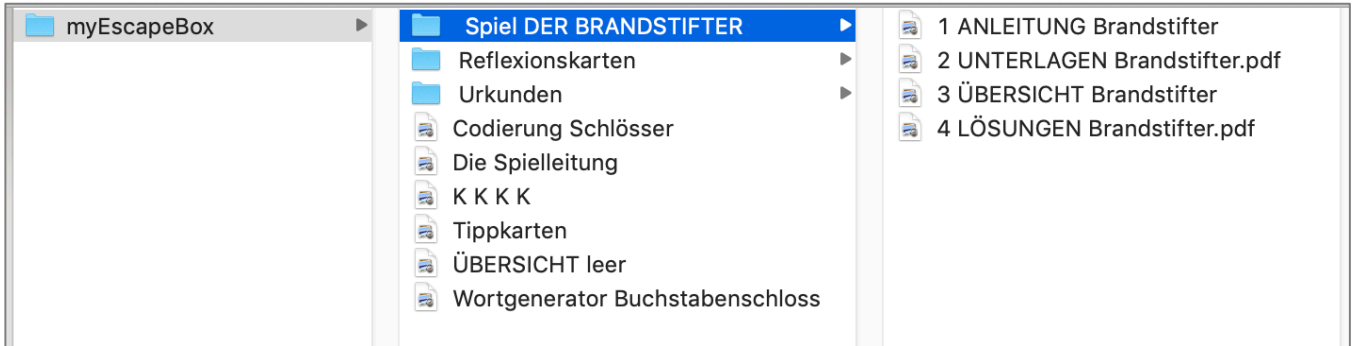 myEscapeBox
Spiel DER BRANDSTIFTER
Reflexionskarten
Urkunden
Codierung Schlösser
Die Spielleitung
K K K K
Tippkarten
ÜBERSICHT leer
Wortgenerator Buchstabenschloss
1 ANLEITUNG Brandstifter
2 UNTERLAGEN Brandstifter.pdf
3 ÜBERSICHT Brandstifter
4 LÖSUNGEN Brandstifter.pdf